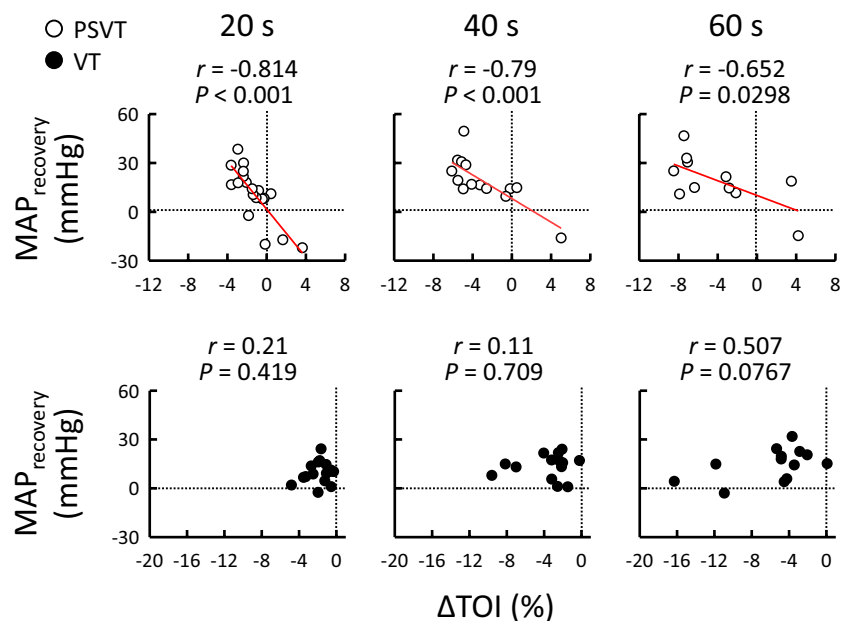 PSVT
VT
20 s
40 s
60 s
r = -0.814
P < 0.001
r = -0.79
P < 0.001
r = -0.652
P = 0.0298
MAPrecovery
(mmHg)
60
30
0
-30
-12 -8 -4 0 4 8
-12 -8 -4 0 4 8
-12 -8 -4 0 4 8
r = 0.21
P = 0.419
r = 0.11
P = 0.709
r = 0.507
P = 0.0767
MAPrecovery
(mmHg)
60
30
0
-30
-20 -16 -12 -8 -4 0
-20 -16 -12 -8 -4 0
-20 -16 -12 -8 -4 0
ΔTOI (%)